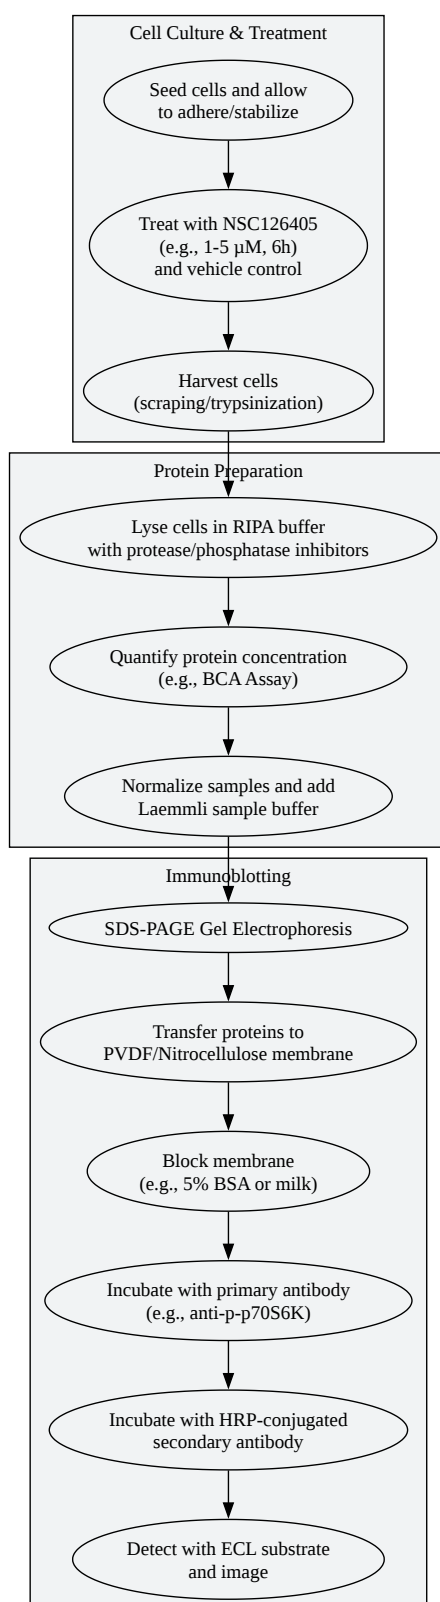 Cell Culture & Treatment
Seed cells and allow
to adhere/stabilize
Treat with NSC126405
(e.g., 1-5 µM, 6h)
and vehicle control
Harvest cells
(scraping/trypsinization)
Protein Preparation
Lyse cells in RIPA buffer
with protease/phosphatase inhibitors
Quantify protein concentration
(e.g., BCA Assay)
Normalize samples and add
Laemmli sample buffer
Immunoblotting
SDS-PAGE Gel Electrophoresis
Transfer proteins to
PVDF/Nitrocellulose membrane
Block membrane
(e.g., 5% BSA or milk)
Incubate with primary antibody
(e.g., anti-p-p70S6K)
Incubate with HRP-conjugated
secondary antibody
Detect with ECL substrate
and image